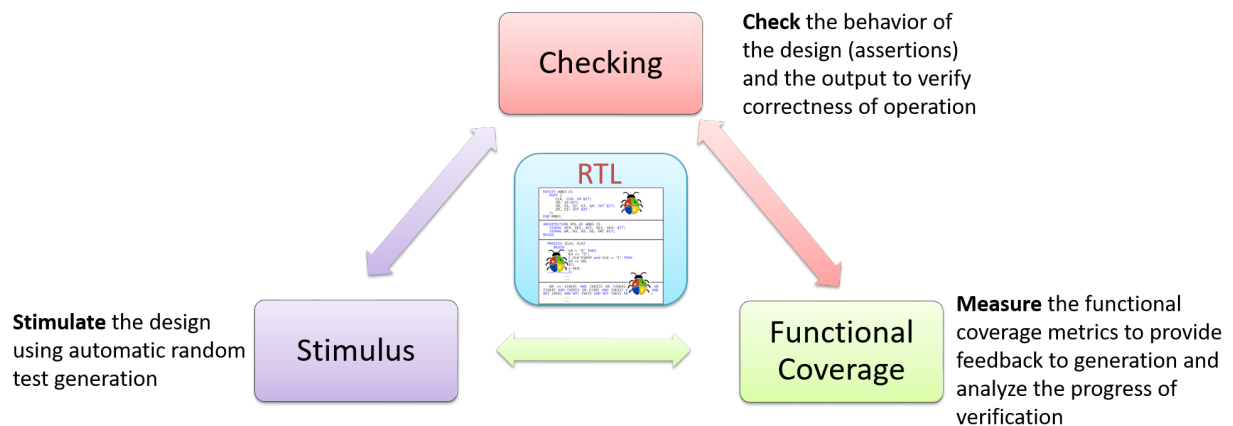 Checking
Check the behavior of
the design (assertions)
and the output to verify
correctness of operation
RTL
BEGIN
Stimulate the design
using automatic random
test generation
Stimulus
Functional
Coverage
Measure the functional
coverage metrics to provide
feedback to generation and
analyze the progress of
verification